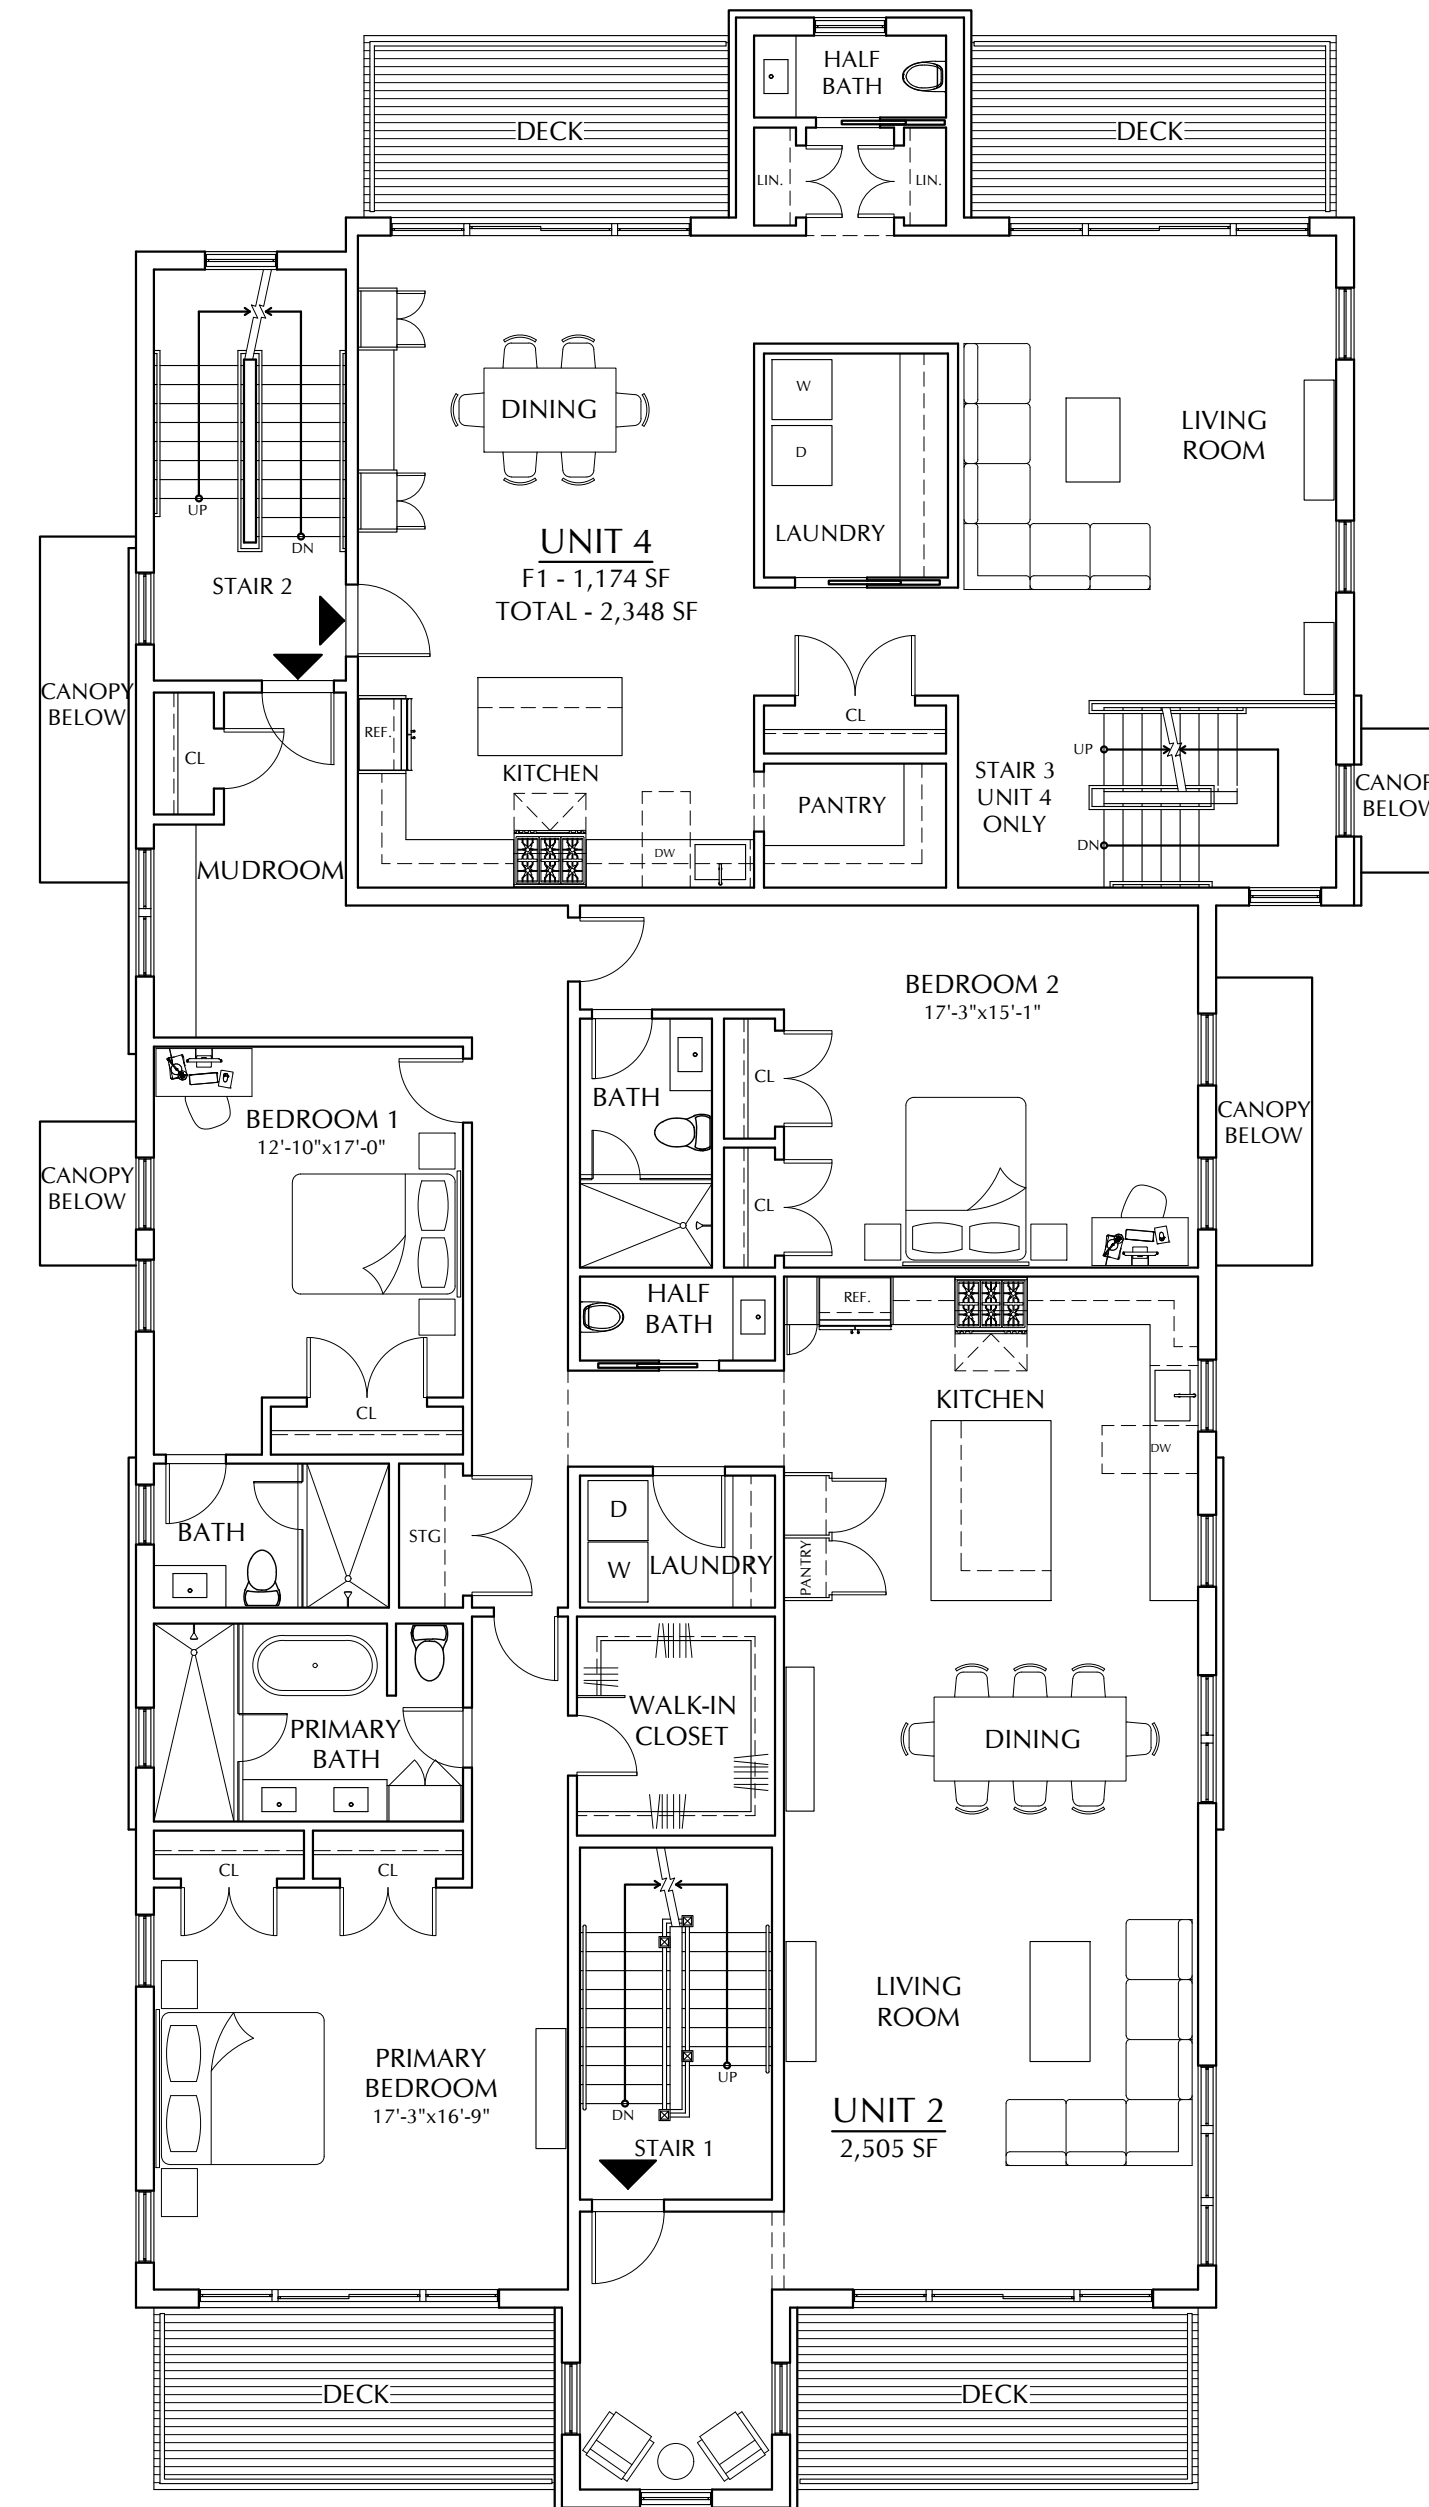 HALF
BATH
DECK
DECK
LIN.
LIN.
DINING
W
D
LAUNDRY
LIVING
ROOM
UP
DN
STAIR 2
UNIT 4
F1 - 1,174 SF
TOTAL - 2,348 SF
CANOPY
BELOW
CL
REF.
KITCHEN
DW
CL
PANTRY
UP
STAIR 3
UNIT 4
ONLY
DN
CANOP
BELOW
MUDROOM
BEDROOM 2
17'-3"x15'-1"
BATH
CL
CL
BEDROOM 1
12'-10"x17'-0"
CANOPY
BELOW
CANOPY
BELOW
HALF
BATH
REF.
KITCHEN
DW
CL
BATH
STG
D
W
LAUNDRY
PANTRY
PRIMARY
BATH
WALK-IN
CLOSET
DINING
CL
CL
LIVING
ROOM
PRIMARY
BEDROOM
17'-3"x16'-9"
UP
DN
STAIR 1
UNIT 2
2,505 SF
DECK
DECK